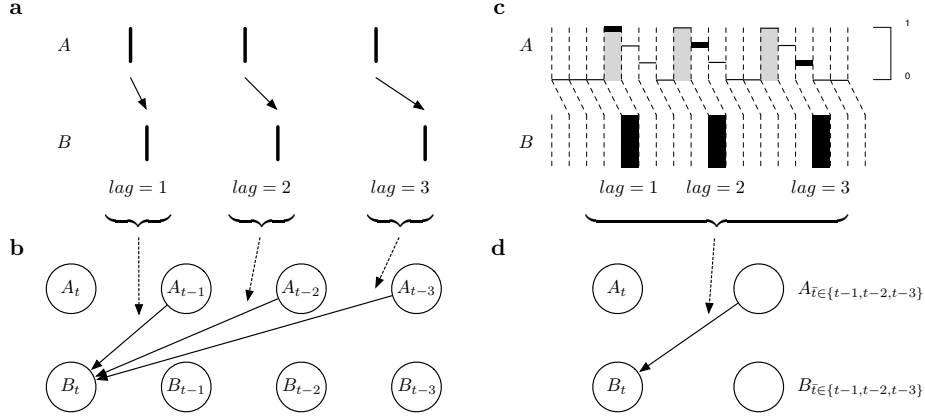 a
A
B
lag = 1 lag = 2 lag = 3
b
A_t A_{t−1} A_{t−2} A_{t−3}
B_t B_{t−1} B_{t−2} B_{t−3}
c
A
1
0
B
lag = 1 lag = 2 lag = 3
d
A_t A_{t̄∈{t−1,t−2,t−3}}
B_t B_{t̄∈{t−1,t−2,t−3}}